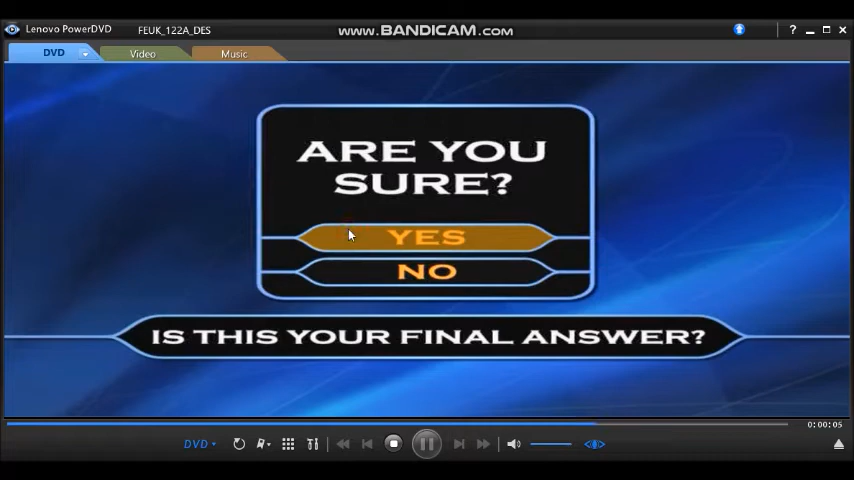 Lenovo PowerDVD
FEUK_122A_DES
www.BANDICAM.com
?
DVD
Video
Music
ARE YOU
SURE?
YES
NO
IS THIS YOUR FINAL ANSWER?
0:00:05
DVD